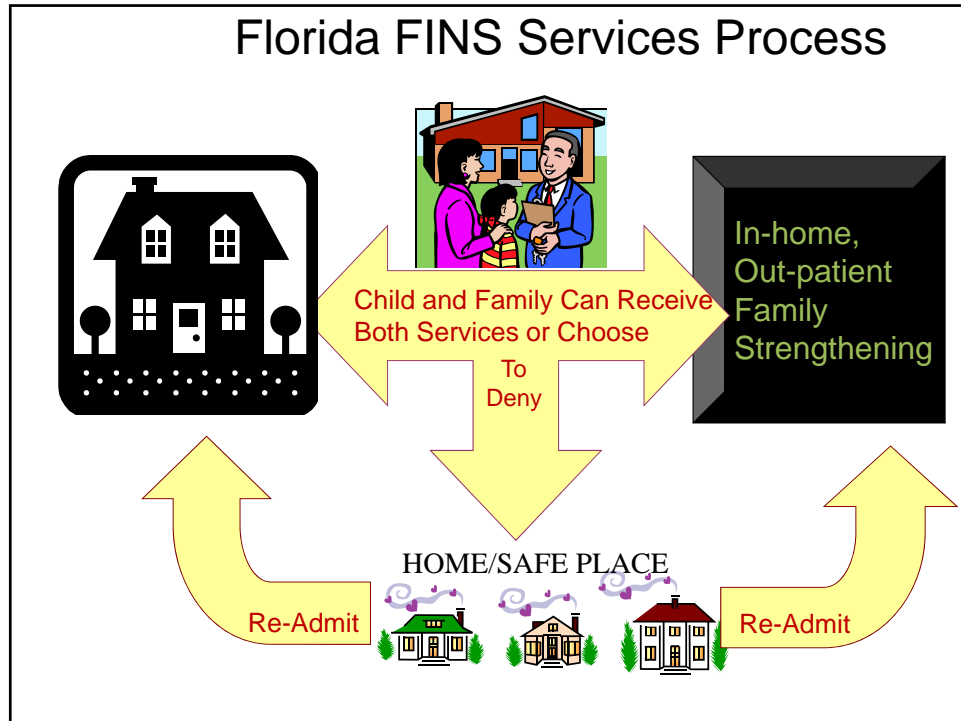 Florida FINS Services Process
Child and Family Can Receive
Both Services or Choose
To
Deny
In-home,
Out-patient
Family
Strengthening
HOME/SAFE PLACE
Re-Admit
Re-Admit